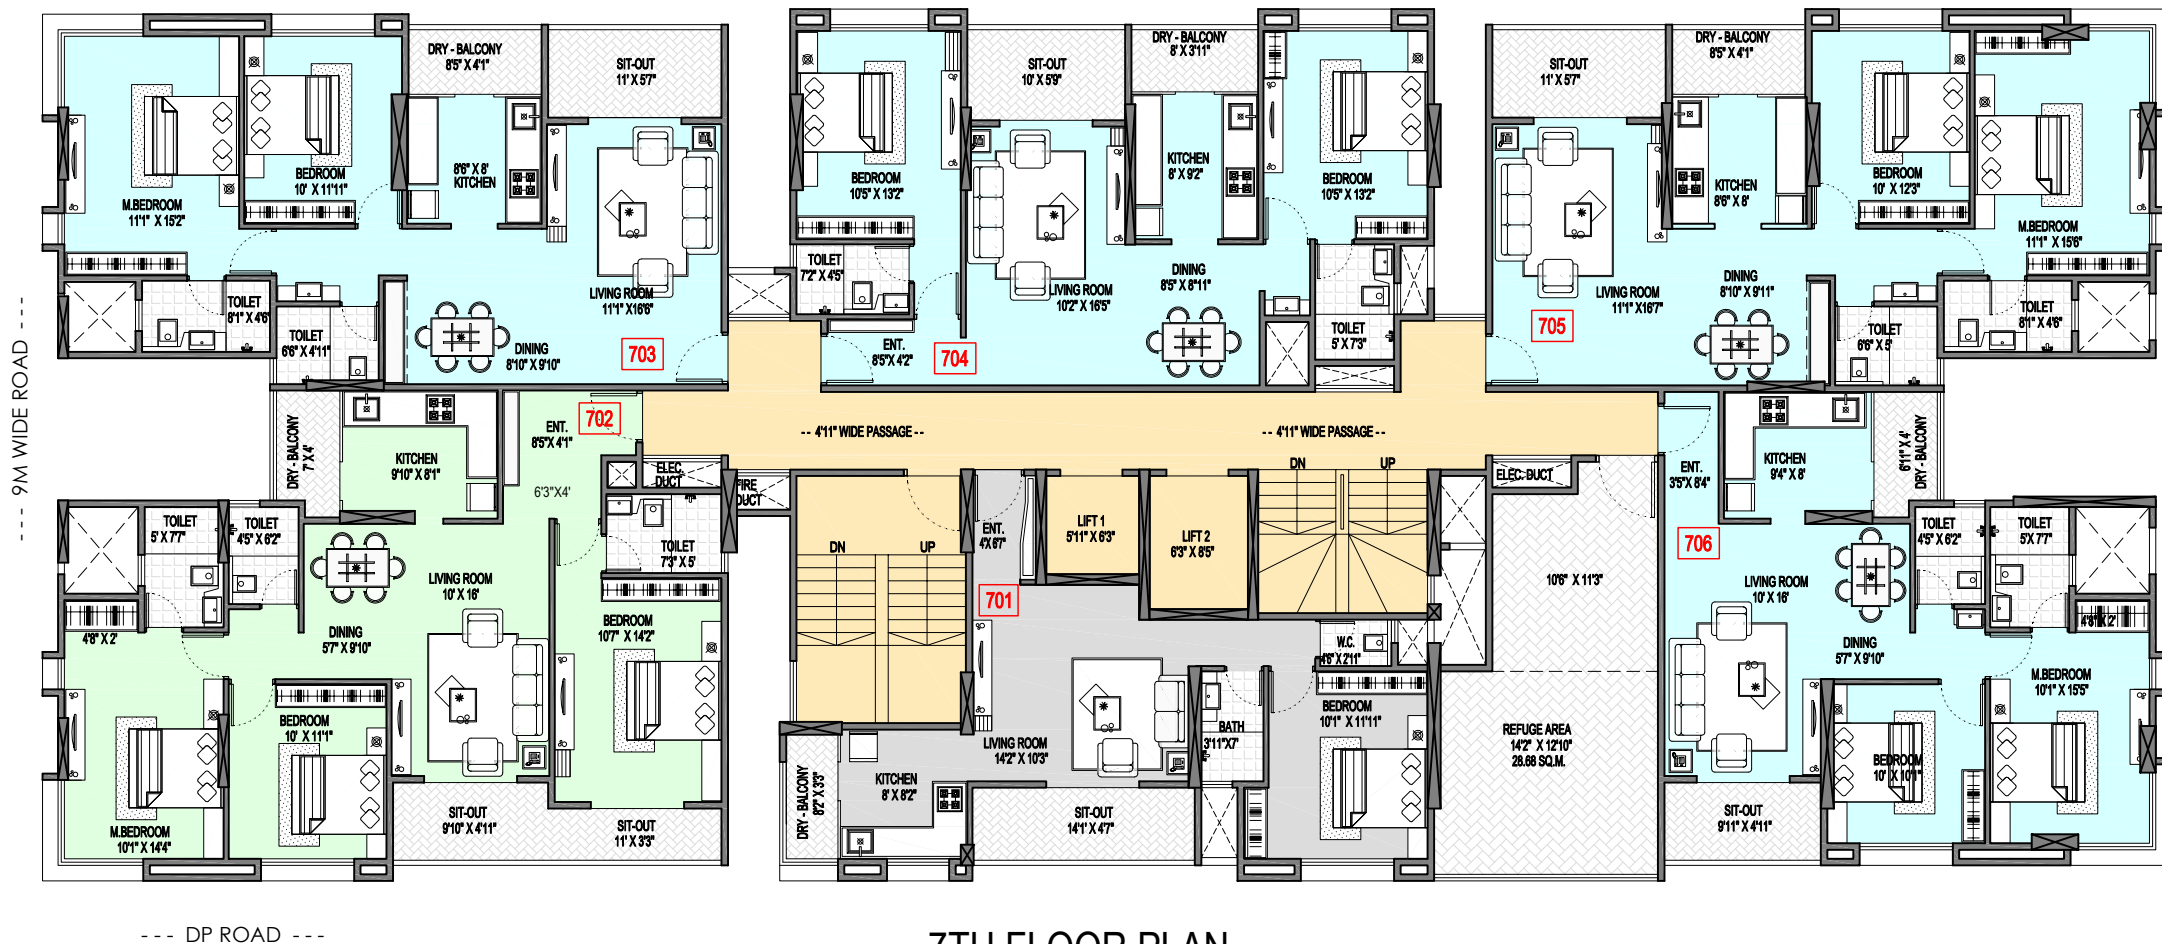 DRY - BALCONY
8'5" X 4'1"
SIT-OUT
11' X 5'7"
M.BEDROOM
11'1" X 15'2"
BEDROOM
10' X 11'11"
8'6" X 8'
KITCHEN
LIVING ROOM
11'1" X16'6"
TOILET
8'1" X 4'6"
TOILET
6'6" X 4'11"
DINING
8'10" X 9'10"
703
SIT-OUT
10' X 5'9"
DRY - BALCONY
8' X 3'11"
BEDROOM
10'5" X 13'2"
KITCHEN
8' X 9'2"
BEDROOM
10'5" X 13'2"
TOILET
7'2" X 4'5"
LIVING ROOM
10'2" X 16'5"
DINING
8'5" X 8'11"
TOILET
5' X 7'3"
ENT.
8'5" X 4'2"
704
SIT-OUT
11' X 5'7"
DRY - BALCONY
8'5" X 4'1"
BEDROOM
10' X 12'3"
KITCHEN
8'6" X 8'
M.BEDROOM
11'1" X 15'6"
LIVING ROOM
11'1" X16'7"
DINING
8'10" X 9'11"
TOILET
8'1" X 4'6"
TOILET
6'6" X 5'
705
--- 9M WIDE ROAD ---
702
ENT.
8'5"X 4'1"
DRY - BALCONY
7' X 4'
KITCHEN
9'10" X 8'1"
6'3"X4'
ELEC.
DUCT
FIRE
DUCT
TOILET
5' X 7'7"
TOILET
4'5" X 6'2"
TOILET
7'3" X 5'
LIVING ROOM
10' X 16'
DINING
5'7" X 9'10"
4'8" X 2'
BEDROOM
10'7" X 14'2"
BEDROOM
10' X 11'1"
M.BEDROOM
10'1" X 14'4"
SIT-OUT
9'10" X 4'11"
SIT-OUT
11' X 3'3"
-- 4'11" WIDE PASSAGE --
-- 4'11" WIDE PASSAGE --
DN
UP
DN
UP
LIFT 1
5'11" X 6'3"
LIFT 2
6'3" X 8'5"
ENT.
4'X 6'7"
701
W.C.
4'6" X 2'11"
BEDROOM
10'1" X 11'11"
BATH
3'11"X7'
LIVING ROOM
14'2" X 10'3"
KITCHEN
8' X 8'2"
DRY - BALCONY
8'2" X 3'3"
SIT-OUT
14'1" X 4'7"
ELEC. DUCT
10'6" X 11'3"
REFUGE AREA
14'2" X 12'10"
28.68 SQ.M.
ENT.
3'5"X 8'4"
KITCHEN
9'4" X 8'
6'11" X 4'
DRY - BALCONY
706
TOILET
4'5" X 6'2"
TOILET
5'X 7'7"
LIVING ROOM
10' X 16'
DINING
5'7" X 9'10"
4'8"X 2'
M.BEDROOM
10'1" X 15'5"
BEDROOM
10' X 10'1"
SIT-OUT
9'11" X 4'11"
--- DP ROAD ---
7TH FLOOR PLAN